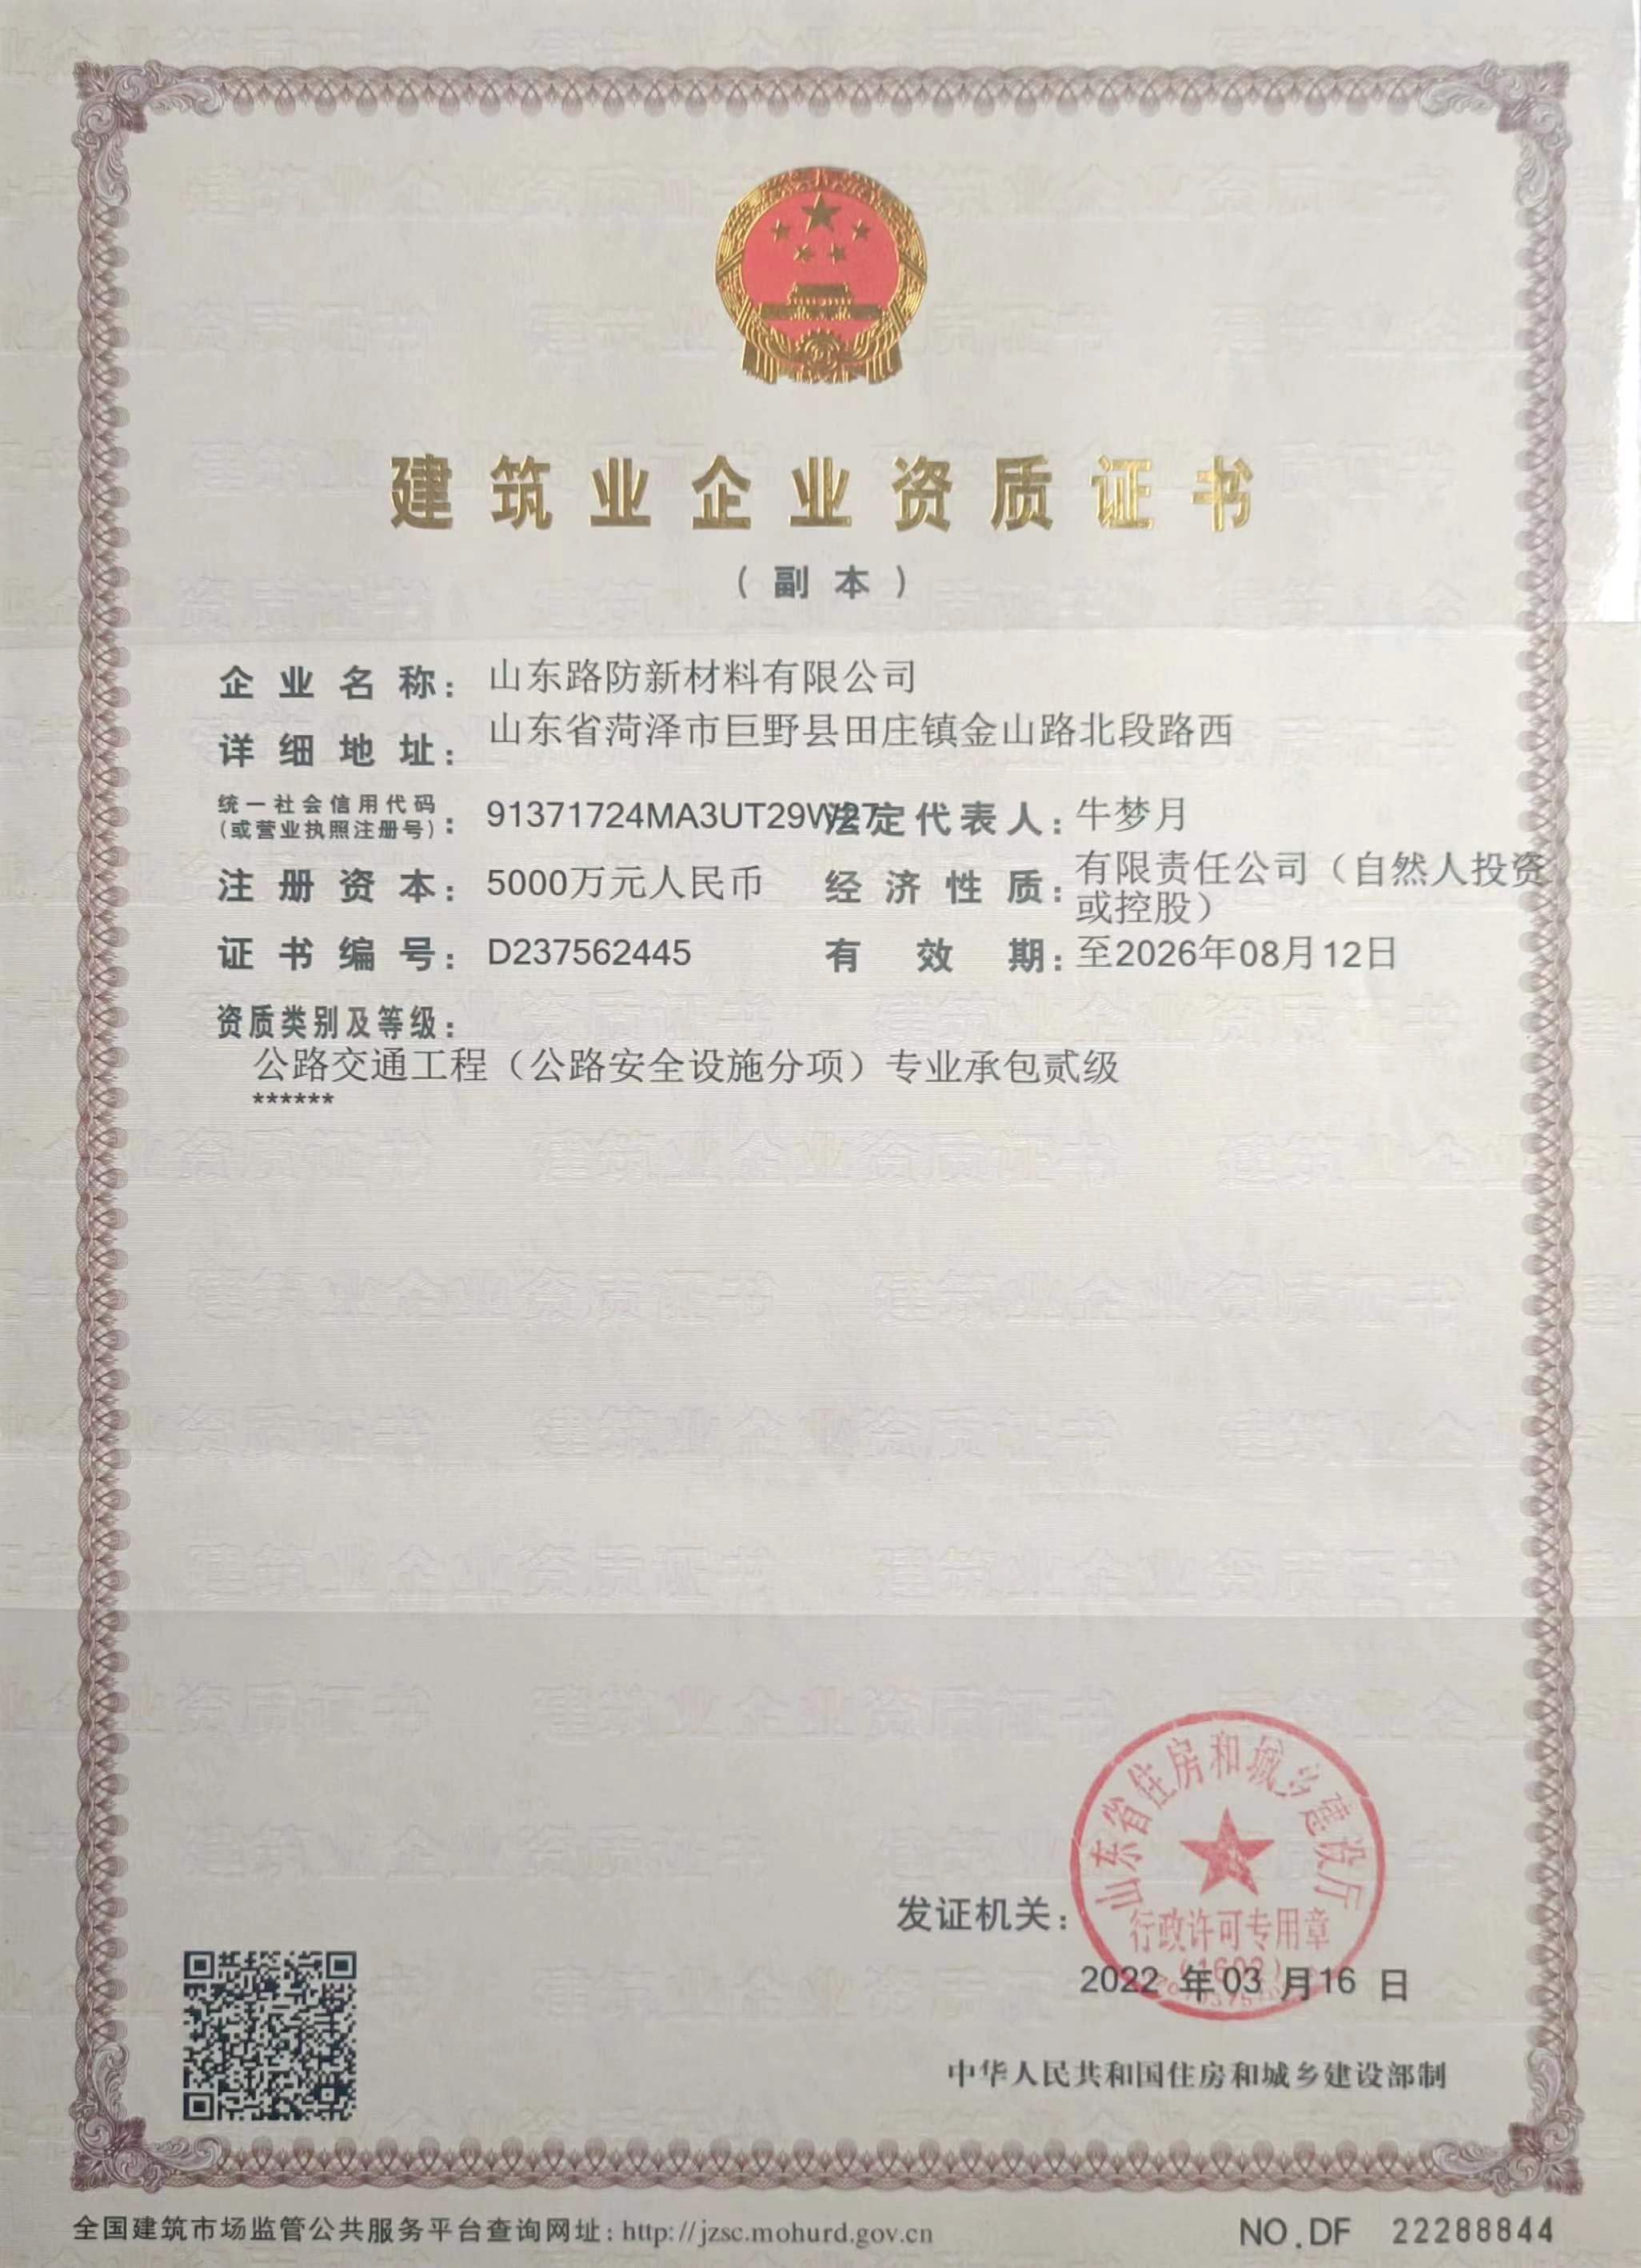 建筑业企业资质证书
（副本）
企业名称：山东路防新材料有限公司
详细地址：山东省菏泽市巨野县田庄镇金山路北段路西
统一社会信用代码
(或营业执照注册号)：91371724MA3UT29W27 法定代表人：牛梦月
注册资本：5000万元人民币 经济性质：有限责任公司（自然人投资
或控股）
证书编号：D237562445 有效期：至2026年08月12日
资质类别及等级：
公路交通工程（公路安全设施分项）专业承包贰级
******
山东省住房和城乡建设厅
发证机关：
行政许可专用章
2022 年 03 月 16 日
中华人民共和国住房和城乡建设部制
全国建筑市场监管公共服务平台查询网址：http://jzsc.mohurd.gov.cn
NO.DF 22288844